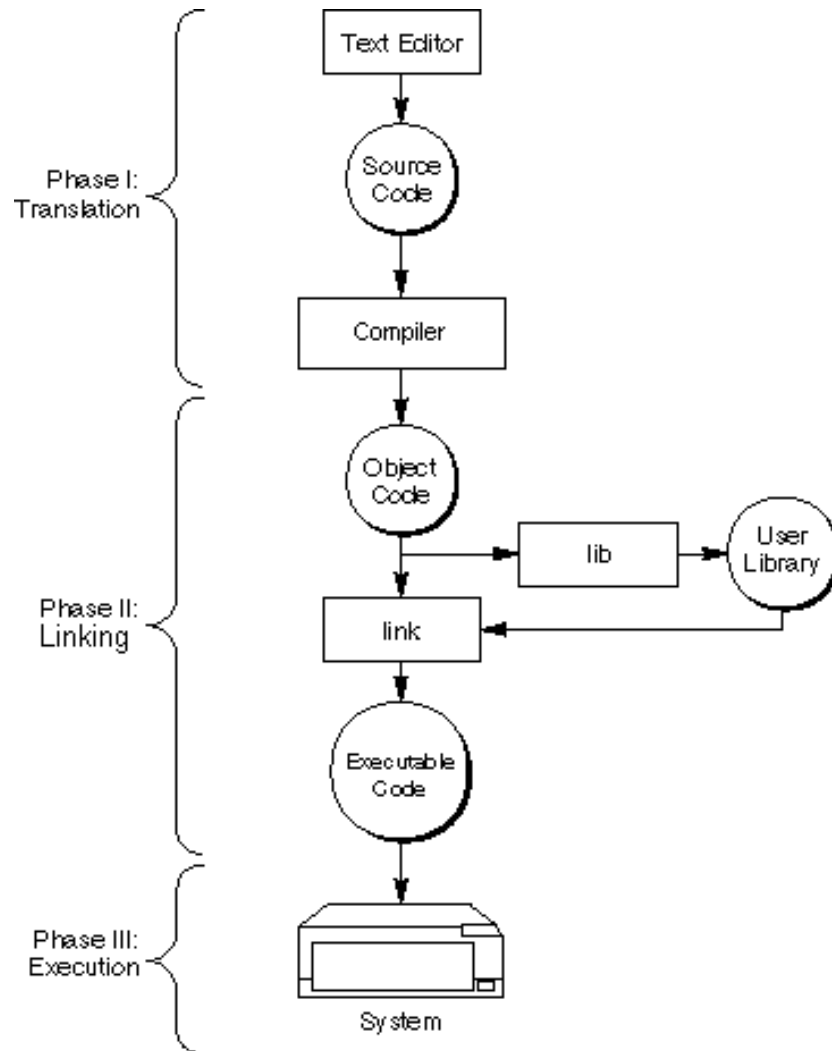 Text Editor
Source
Code
Phase I:
Translation
Compiler
Object
Code
lib
User
Library
Phase II:
Linking
link
Executable
Code
Phase III:
Execution
System